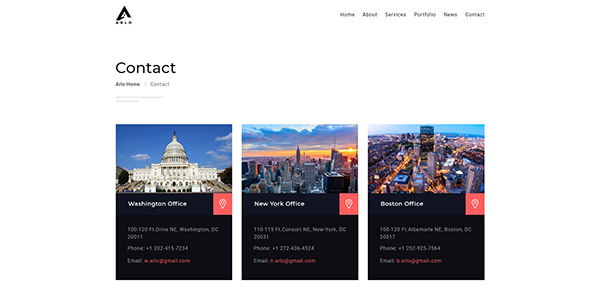 ARLO
Home About Services Portfolio News Contact
Contact
Arlo Home > Contact
Washington Office
100-120 Ft.Drive NE, Washington, DC
20011
Phone: +1 202-415-7234
Email: w.arlo@gmail.com
New York Office
110-115 Ft.Consort NE, New-York, DC
20031
Phone: +1 272-436-4524
Email: n.arlo@gmail.com
Boston Office
100-120 Ft.Albemarle NE, Boston, DC
20017
Phone: +1 252-925-7564
Email: b.arlo@gmail.com